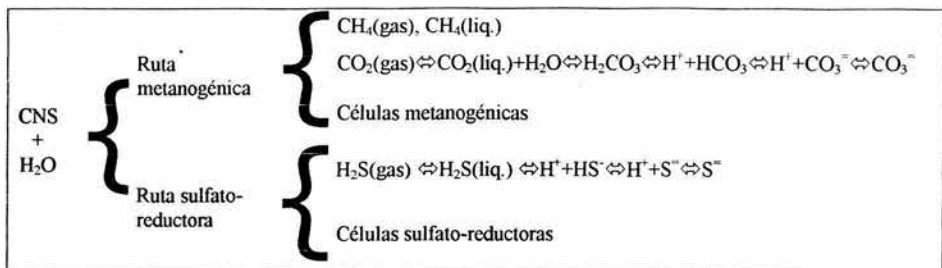 CNS
+
H₂O
Ruta
metanogénica
CH₄(gas), CH₄(liq.)
CO₂(gas)⇔CO₂(liq.)+H₂O⇔H₂CO₃⇔H⁺+HCO₃⇔H⁺+CO₃⁼⇔CO₃⁼
Células metanogénicas
Ruta sulfato-
reductora
H₂S(gas) ⇔H₂S(liq.) ⇔H⁺+HS⁻⇔H⁺+S⁼⇔S⁼
Células sulfato-reductoras